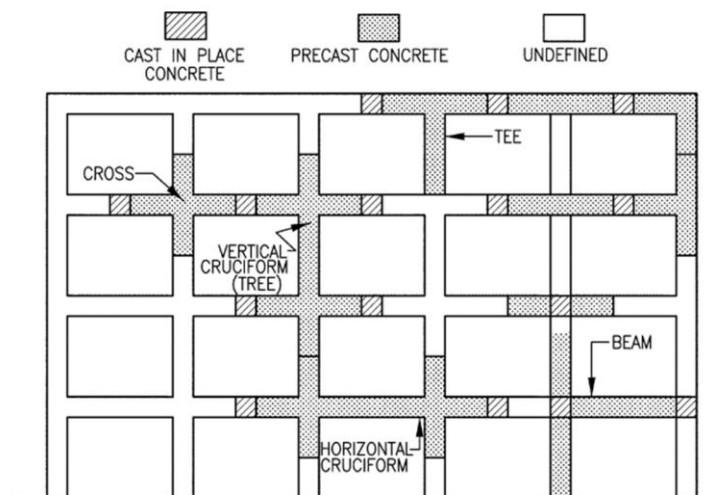 CAST IN PLACE
CONCRETE
PRECAST CONCRETE
UNDEFINED
TEE
CROSS
VERTICAL
CRUCIFORM
(TREE)
BEAM
HORIZONTAL
CRUCIFORM